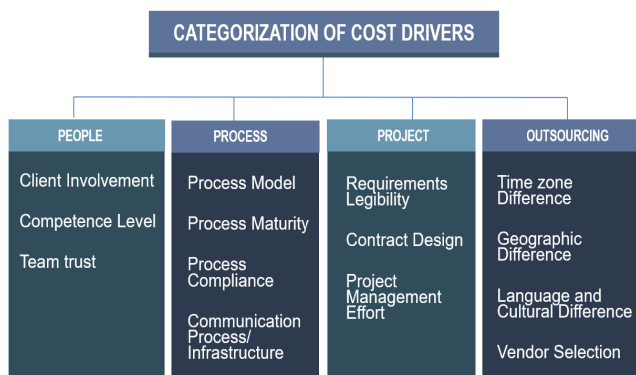 CATEGORIZATION OF COST DRIVERS
PEOPLE
Client Involvement
Competence Level
Team trust
PROCESS
Process Model
Process Maturity
Process
Compliance
Communication
Process/
Infrastructure
PROJECT
Requirements
Legibility
Contract Design
Project
Management
Effort
OUTSOURCING
Time zone
Difference
Geographic
Difference
Language and
Cultural Difference
Vendor Selection